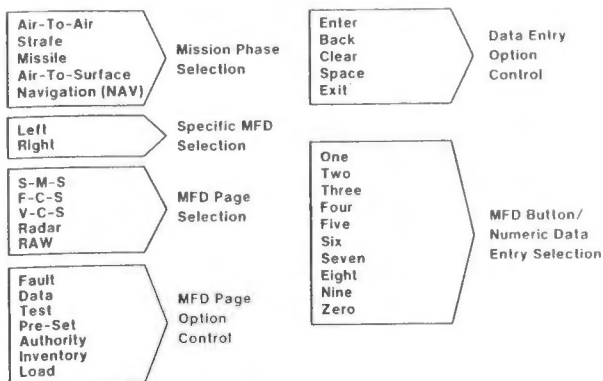 Air-To-Air
Strafe
Missile
Air-To-Surface
Navigation (NAV)
Mission Phase
Selection
Left
Right
Specific MFD
Selection
S-M-S
F-C-S
V-C-S
Radar
RAW
MFD Page
Selection
Fault
Data
Test
Pre-Set
Authority
Inventory
Load
MFD Page
Option
Control
Enter
Back
Clear
Space
Exit
Data Entry
Option
Control
One
Two
Three
Four
Five
Six
Seven
Eight
Nine
Zero
MFD Button/
Numeric Data
Entry Selection